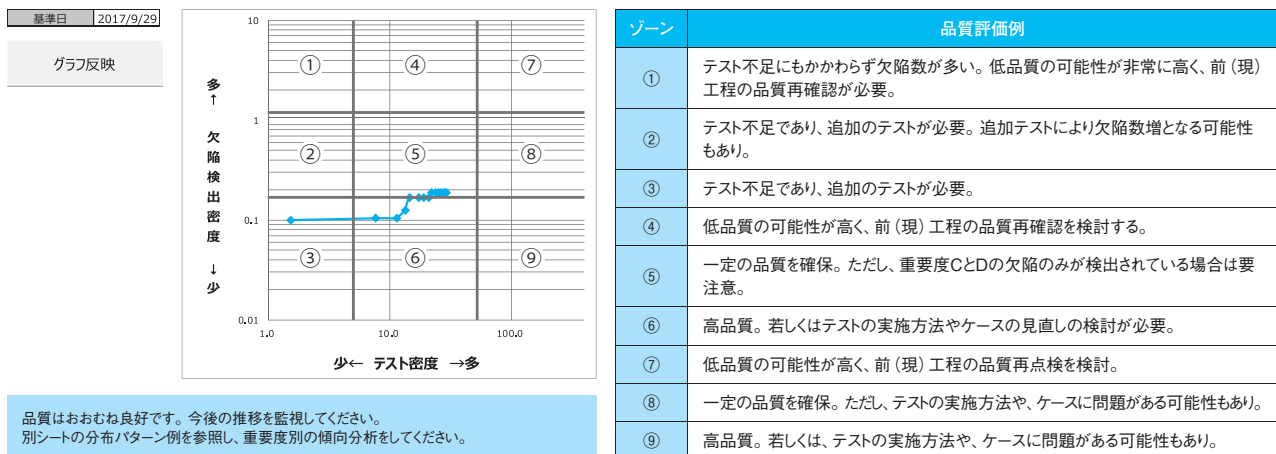 基準日 2017/9/29
グラフ反映
多
↑
欠
陥
検
出
密
度
↓
少
10
1
0.1
0.01
① ④ ⑦
② ⑤ ⑧
③ ⑥ ⑨
1.0 10.0 100.0
少← テスト密度 →多
品質はおおむね良好です。今後の推移を監視してください。
別シートの分布パターン例を参照し、重要度別の傾向分析をしてください。
ゾーン 品質評価例
① テスト不足にもかかわらず欠陥数が多い。低品質の可能性が非常に高く、前（現）
工程の品質再確認が必要。
② テスト不足であり、追加のテストが必要。追加テストにより欠陥数増となる可能性
もあり。
③ テスト不足であり、追加のテストが必要。
④ 低品質の可能性が高く、前（現）工程の品質再確認を検討する。
⑤ 一定の品質を確保。ただし、重要度CとDの欠陥のみが検出されている場合は要
注意。
⑥ 高品質。若しくはテストの実施方法やケースの見直しの検討が必要。
⑦ 低品質の可能性が高く、前（現）工程の品質再点検を検討。
⑧ 一定の品質を確保。ただし、テストの実施方法や、ケースに問題がある可能性もあり。
⑨ 高品質。若しくは、テストの実施方法や、ケースに問題がある可能性もあり。